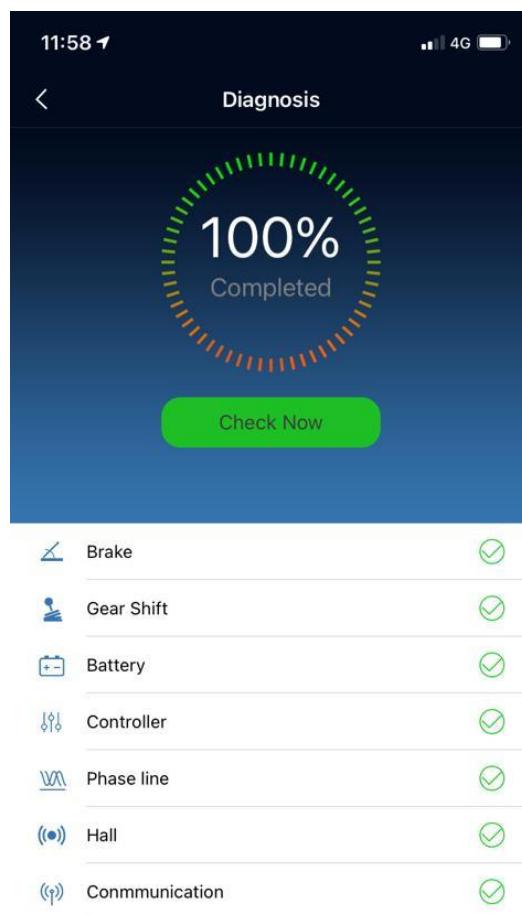 11:58
4G
Diagnosis
100%
Completed
Check Now
Brake
Gear Shift
Battery
Controller
Phase line
Hall
Conmmunication